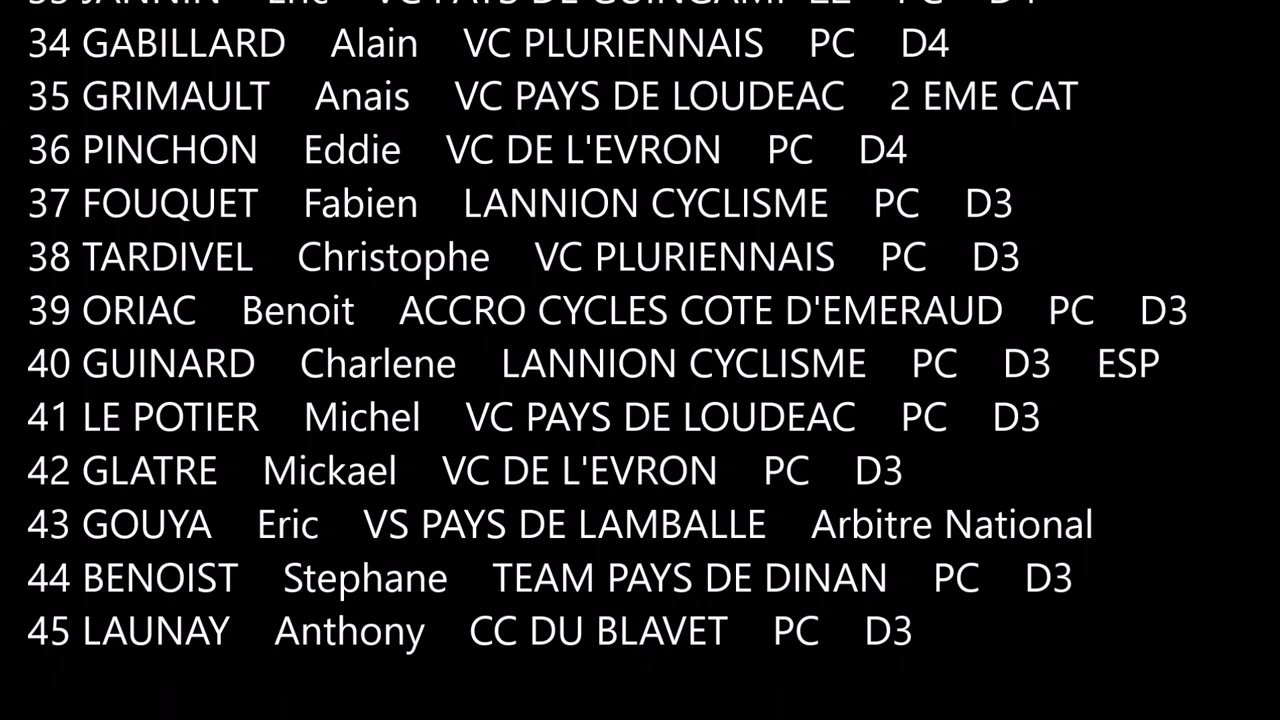 34 GABILLARD Alain VC PLURIENNAIS PC D4
35 GRIMAULT Anais VC PAYS DE LOUDEAC 2 EME CAT
36 PINCHON Eddie VC DE L'EVRON PC D4
37 FOUQUET Fabien LANNION CYCLISME PC D3
38 TARDIVEL Christophe VC PLURIENNAIS PC D3
39 ORIAC Benoit ACCRO CYCLES COTE D'EMERAUD PC D3
40 GUINARD Charlene LANNION CYCLISME PC D3 ESP
41 LE POTIER Michel VC PAYS DE LOUDEAC PC D3
42 GLATRE Mickael VC DE L'EVRON PC D3
43 GOUYA Eric VS PAYS DE LAMBALLE Arbitre National
44 BENOIST Stephane TEAM PAYS DE DINAN PC D3
45 LAUNAY Anthony CC DU BLAVET PC D3